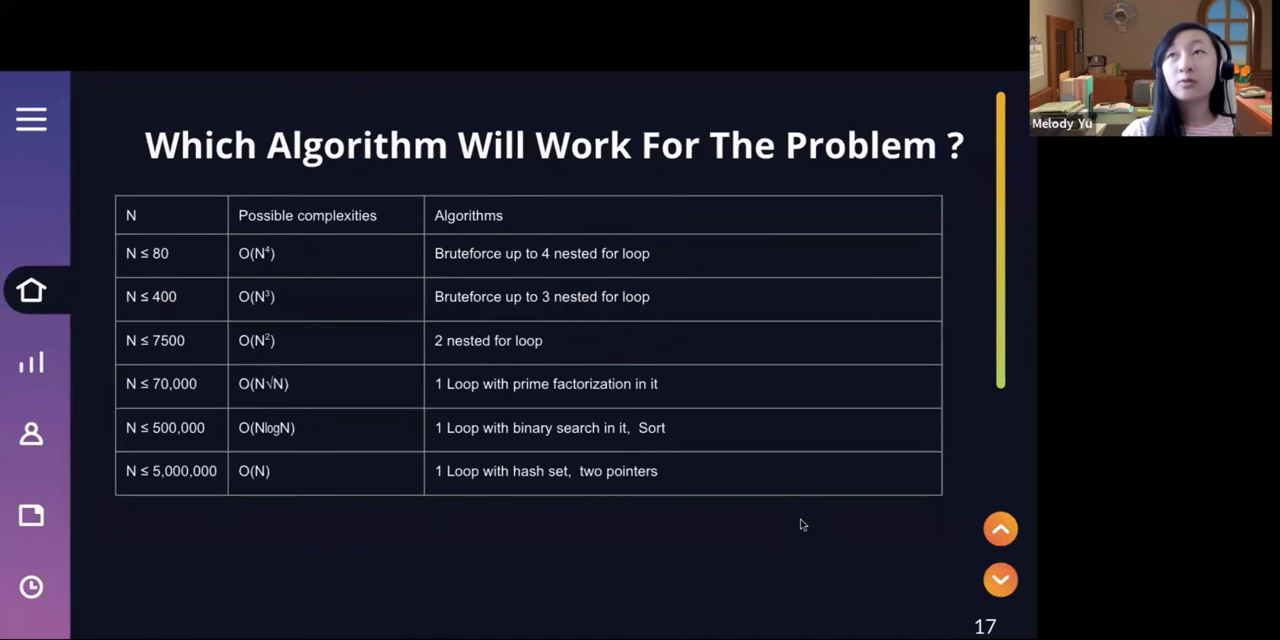 Melody Yu
Which Algorithm Will Work For The Problem ?
N Possible complexities Algorithms
N ≤ 80 O(N⁴) Bruteforce up to 4 nested for loop
N ≤ 400 O(N³) Bruteforce up to 3 nested for loop
N ≤ 7500 O(N²) 2 nested for loop
N ≤ 70,000 O(N√N) 1 Loop with prime factorization in it
N ≤ 500,000 O(NlogN) 1 Loop with binary search in it, Sort
N ≤ 5,000,000 O(N) 1 Loop with hash set, two pointers
17